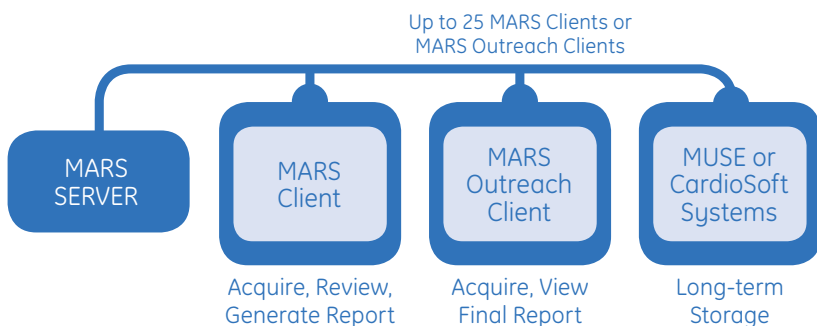 Up to 25 MARS Clients or
MARS Outreach Clients
MARS
SERVER
MARS
Client
MARS
Outreach
Client
MUSE or
CardioSoft
Systems
Acquire, Review,
Generate Report
Acquire, View
Final Report
Long-term
Storage